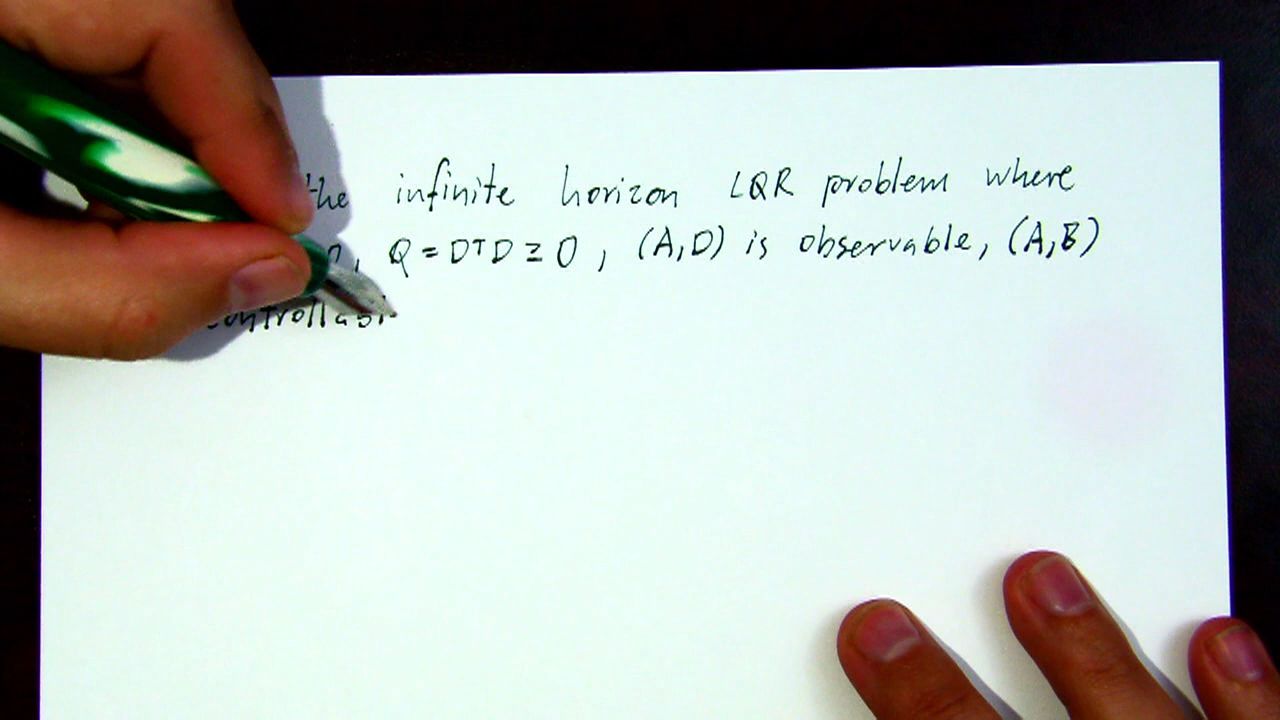 the infinite horizon LQR problem where
, Q = DᵀD ≥ 0 , (A,D) is observable, (A,B)